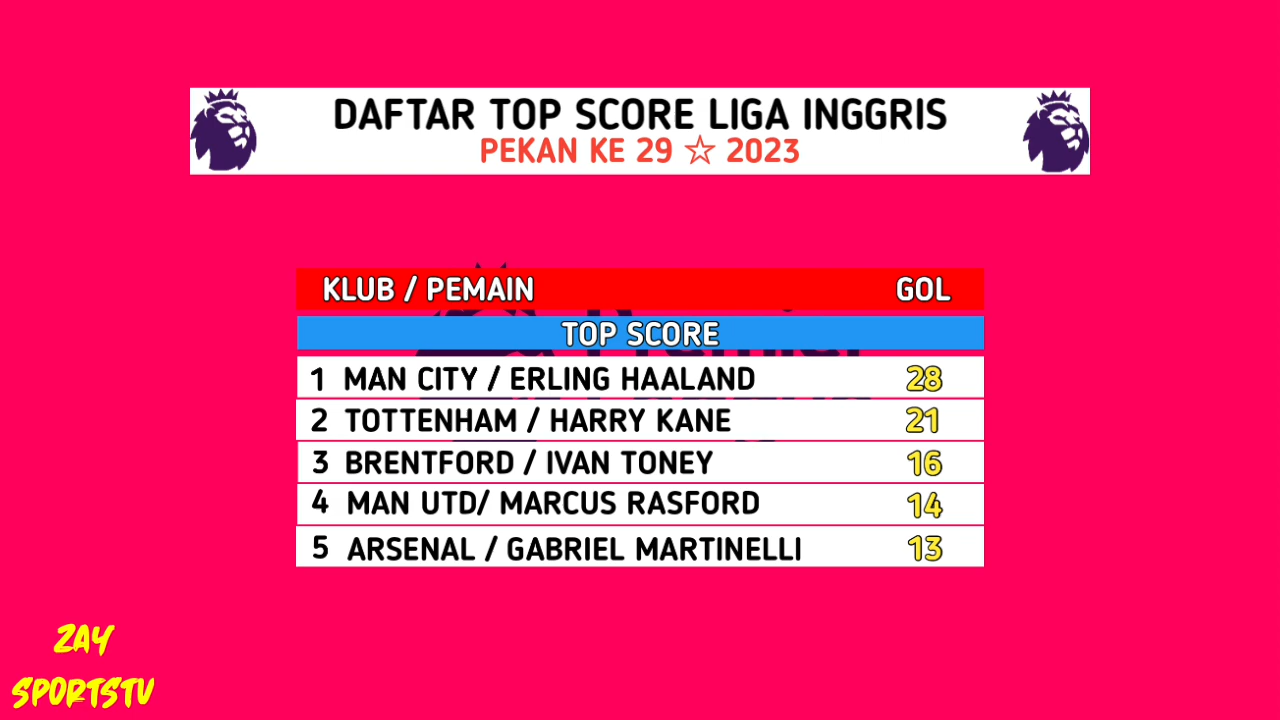 DAFTAR TOP SCORE LIGA INGGRIS
PEKAN KE 29 ☆ 2023
KLUB / PEMAIN GOL
TOP SCORE
1 MAN CITY / ERLING HAALAND 28
2 TOTTENHAM / HARRY KANE 21
3 BRENTFORD / IVAN TONEY 16
4 MAN UTD/ MARCUS RASFORD 14
5 ARSENAL / GABRIEL MARTINELLI 13
ZAY
SPORTSTV